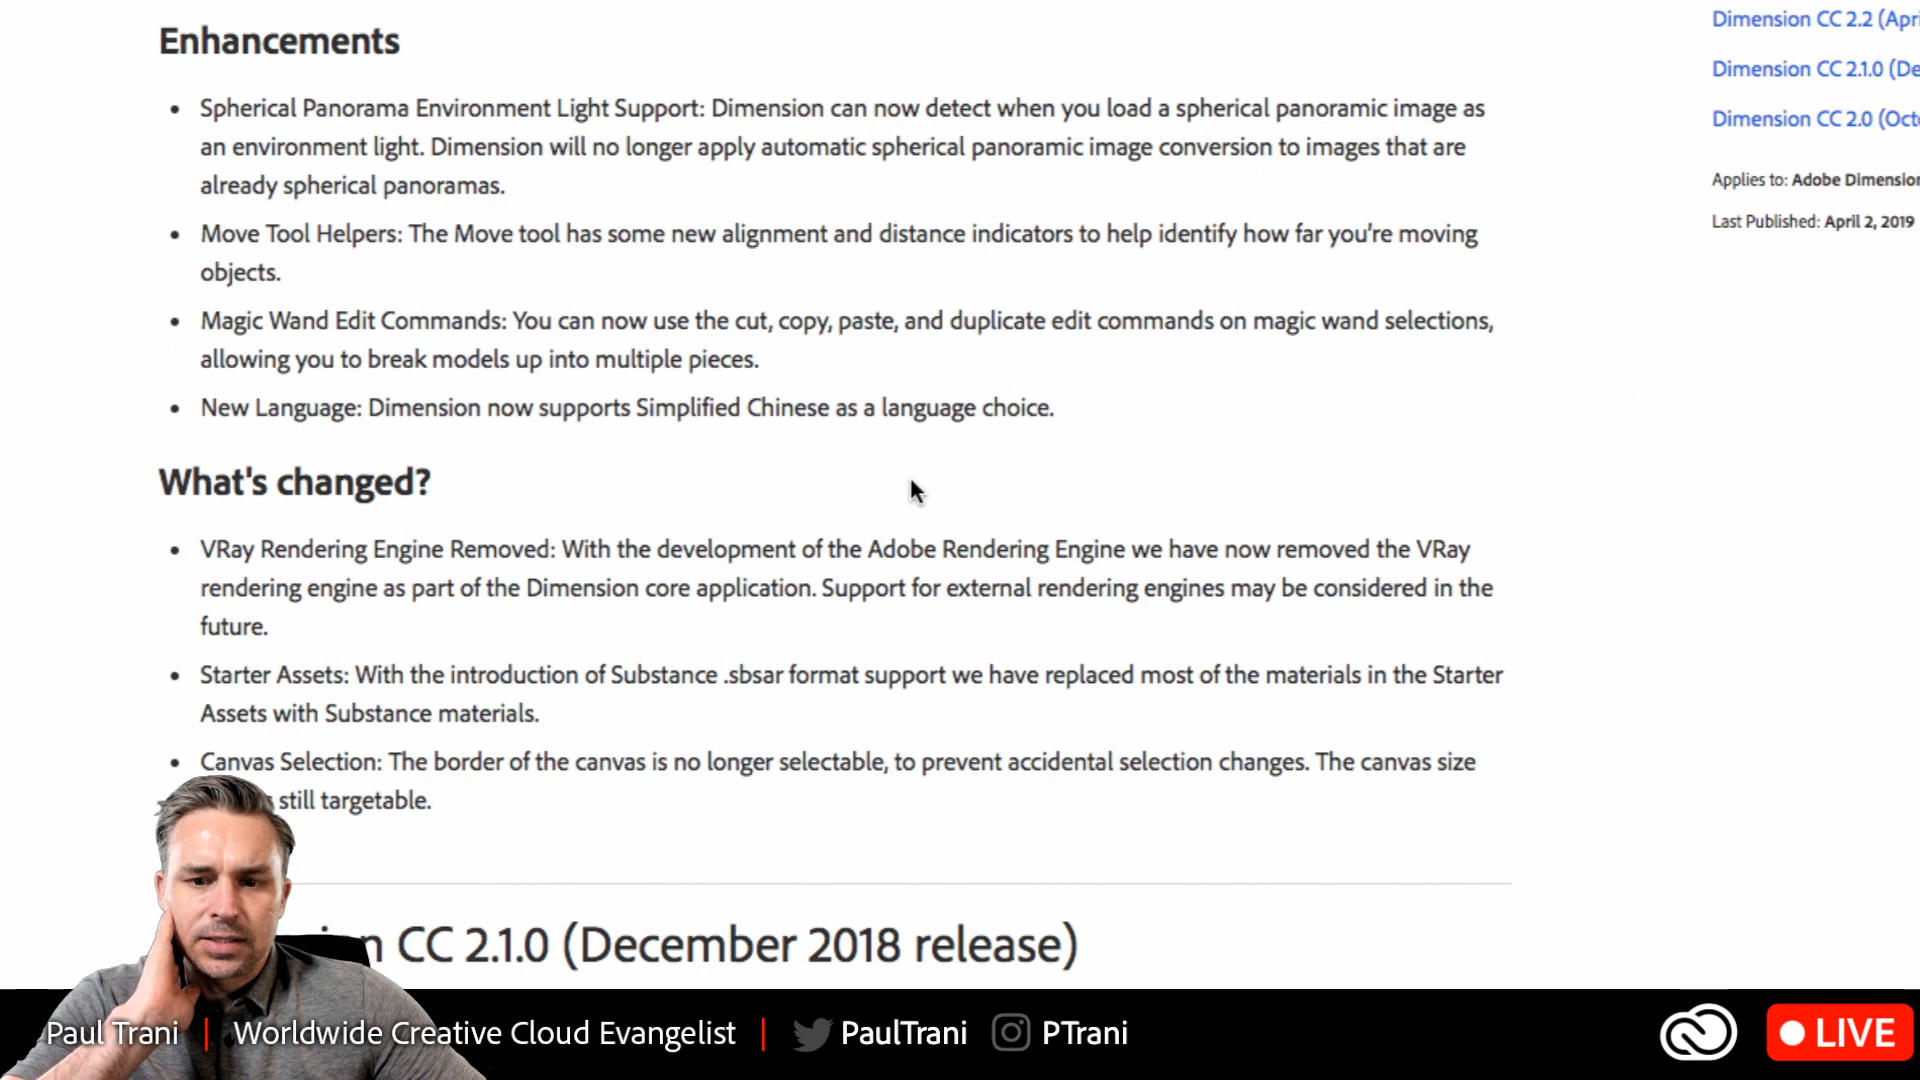 Enhancements
Spherical Panorama Environment Light Support: Dimension can now detect when you load a spherical panoramic image as
an environment light. Dimension will no longer apply automatic spherical panoramic image conversion to images that are
already spherical panoramas.
Move Tool Helpers: The Move tool has some new alignment and distance indicators to help identify how far you're moving
objects.
Magic Wand Edit Commands: You can now use the cut, copy, paste, and duplicate edit commands on magic wand selections,
allowing you to break models up into multiple pieces.
New Language: Dimension now supports Simplified Chinese as a language choice.
What's changed?
VRay Rendering Engine Removed: With the development of the Adobe Rendering Engine we have now removed the VRay
rendering engine as part of the Dimension core application. Support for external rendering engines may be considered in the
future.
Starter Assets: With the introduction of Substance .sbsar format support we have replaced most of the materials in the Starter
Assets with Substance materials.
Canvas Selection: The border of the canvas is no longer selectable, to prevent accidental selection changes. The canvas size
still targetable.
CC 2.1.0 (December 2018 release)
Dimension CC 2.2 (Apri
Dimension CC 2.1.0 (De
Dimension CC 2.0 (Oct
Applies to: Adobe Dimension
Last Published: April 2, 2019
Paul Trani | Worldwide Creative Cloud Evangelist | PaulTrani PTrani
LIVE